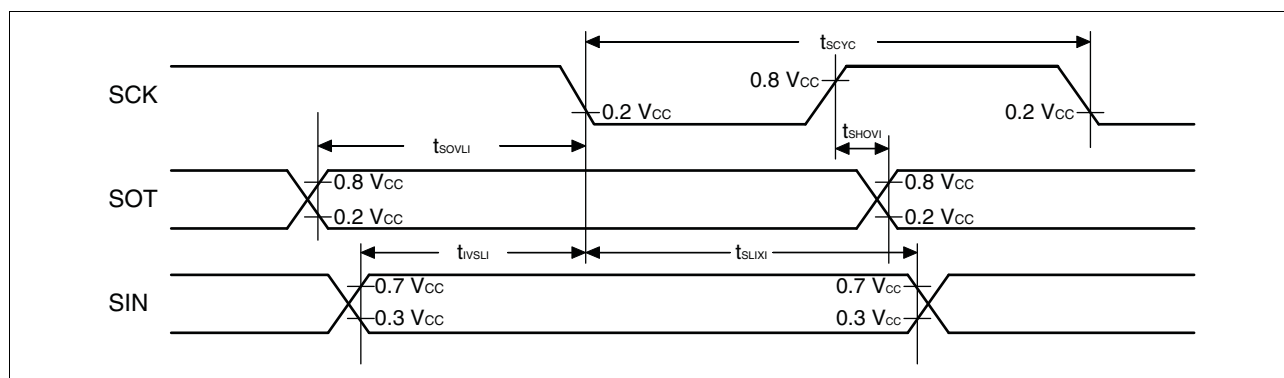 tSCYC
SCK
0.8 VCC
0.2 VCC
0.2 VCC
tSOVLI
tSHOVI
SOT
0.8 VCC
0.8 VCC
0.2 VCC
0.2 VCC
tIVSLI
tSLIXI
SIN
0.7 VCC
0.7 VCC
0.3 VCC
0.3 VCC